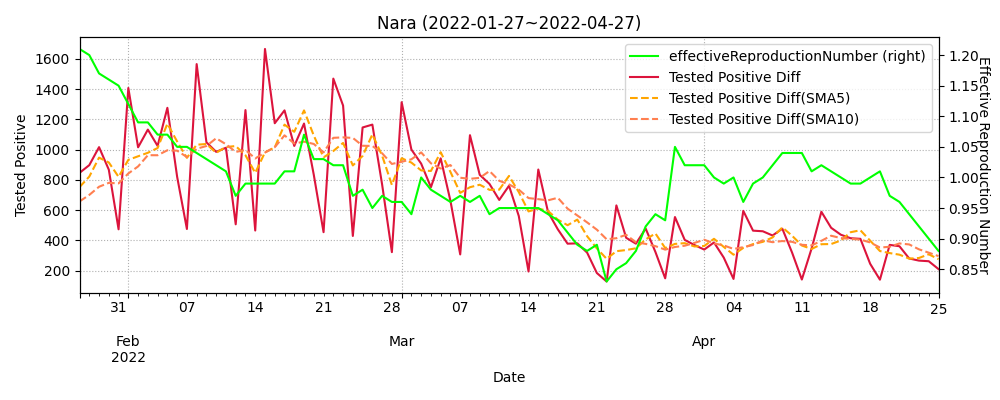 Nara (2022-01-27~2022-04-27)
effectiveReproductionNumber (right)
Tested Positive Diff
Tested Positive Diff(SMA5)
Tested Positive Diff(SMA10)
Tested Positive
1600
1400
1200
1000
800
600
400
200
1.20
1.15
1.10
1.05
1.00
0.95
0.90
0.85
Effective Reproduction Number
31 07 14 21 28 07 14 21 28 04 11 18 25
Feb Mar Apr
2022
Date